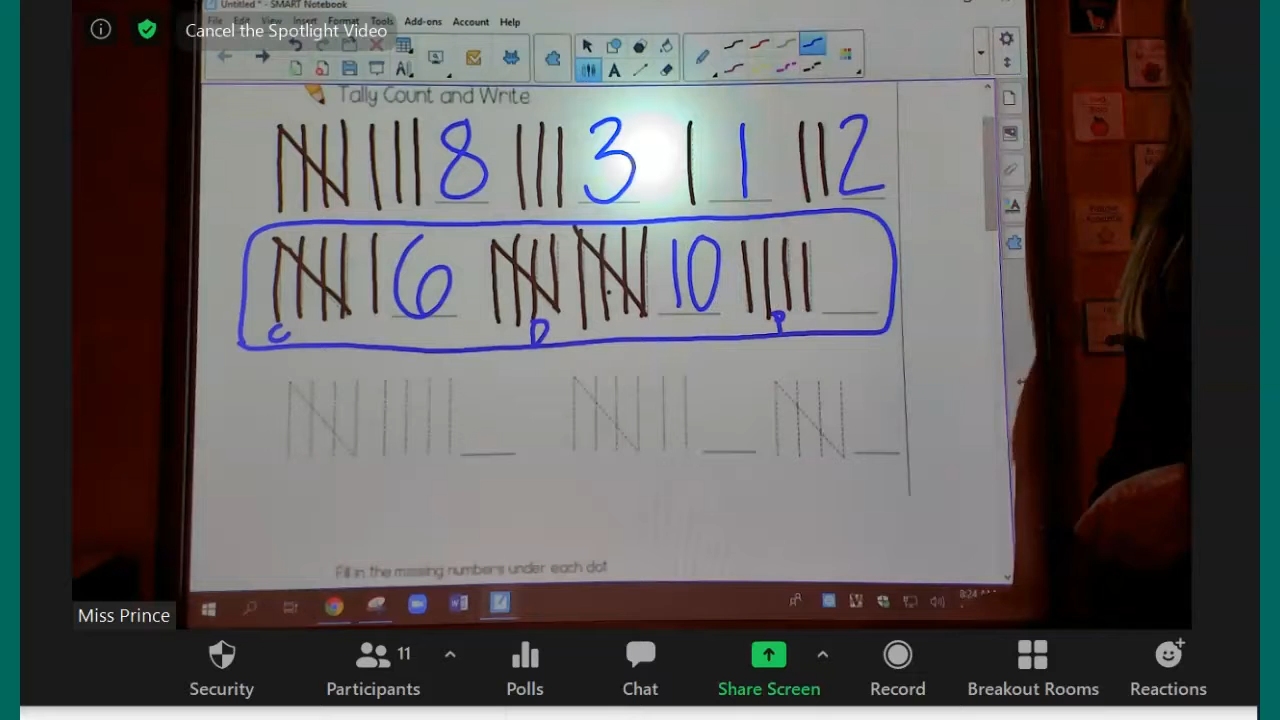 Untitled * - SMART Notebook
File Edit View Insert Format Tools Add-ons Account Help
Cancel the Spotlight Video
Tally Count and Write
8 3 1 2
6 10
C D P
Fill in the missing numbers under each dot
8:24
Miss Prince
11
Security Participants Polls Chat Share Screen Record Breakout Rooms Reactions